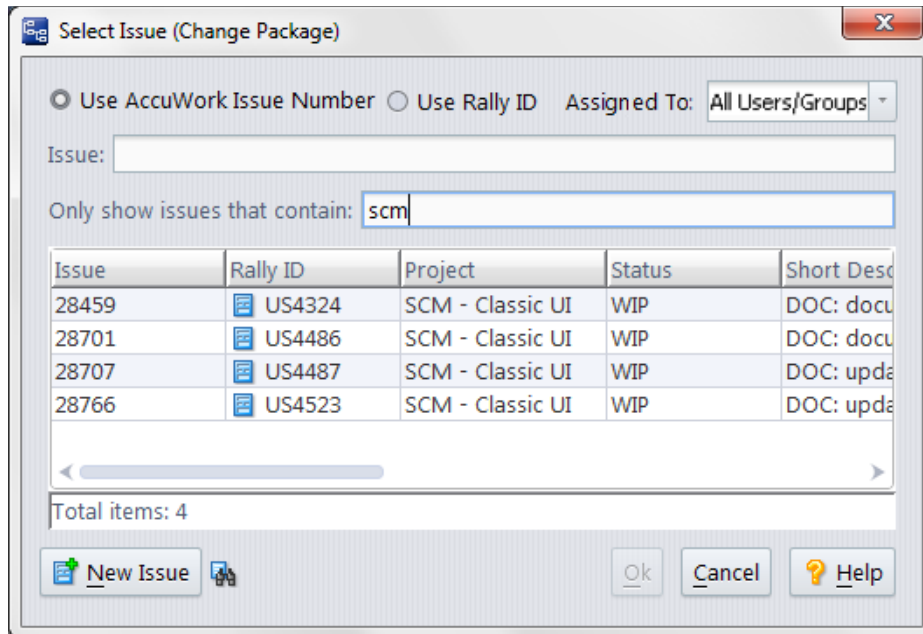 Select Issue (Change Package)
Use AccuWork Issue Number Use Rally ID Assigned To: All Users/Groups
Issue:
Only show issues that contain: scm
Issue Rally ID Project Status Short Desc
28459 US4324 SCM - Classic UI WIP DOC: docu
28701 US4486 SCM - Classic UI WIP DOC: docu
28707 US4487 SCM - Classic UI WIP DOC: upda
28766 US4523 SCM - Classic UI WIP DOC: upda
Total items: 4
New Issue Ok Cancel Help